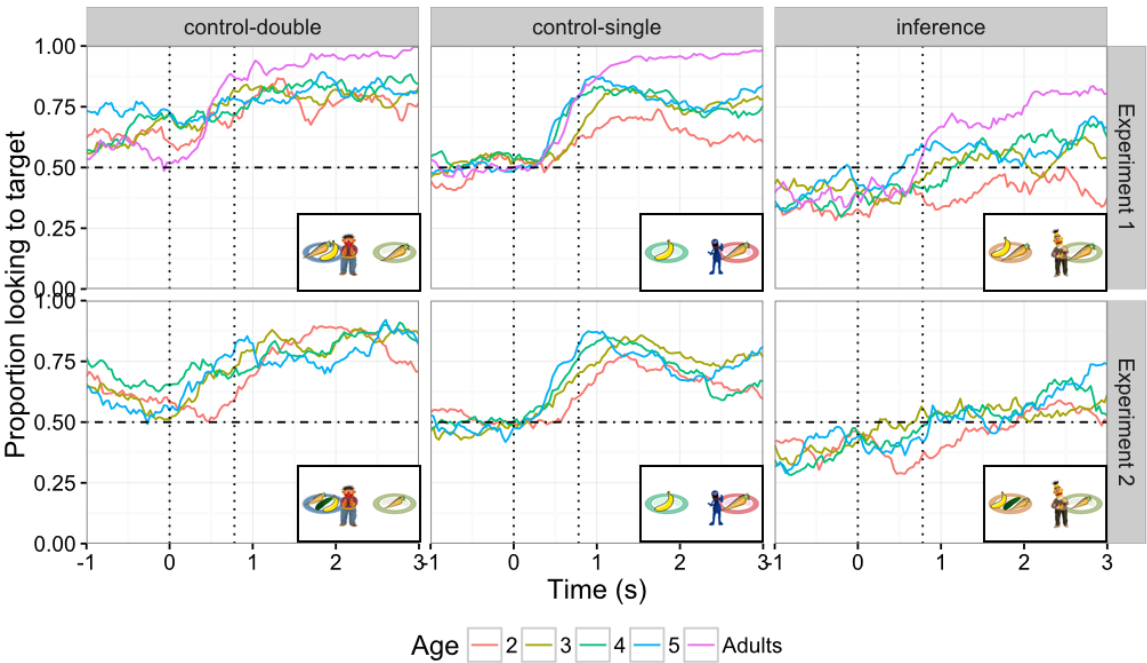 control-double control-single inference
1.00
0.75
0.50
0.25
0.00
Experiment 1
1.00
0.75
0.50
0.25
0.00
Experiment 2
Proportion looking to target
-1 0 1 2 3 -1 0 1 2 3 -1 0 1 2 3
Time (s)
Age 2 3 4 5 Adults